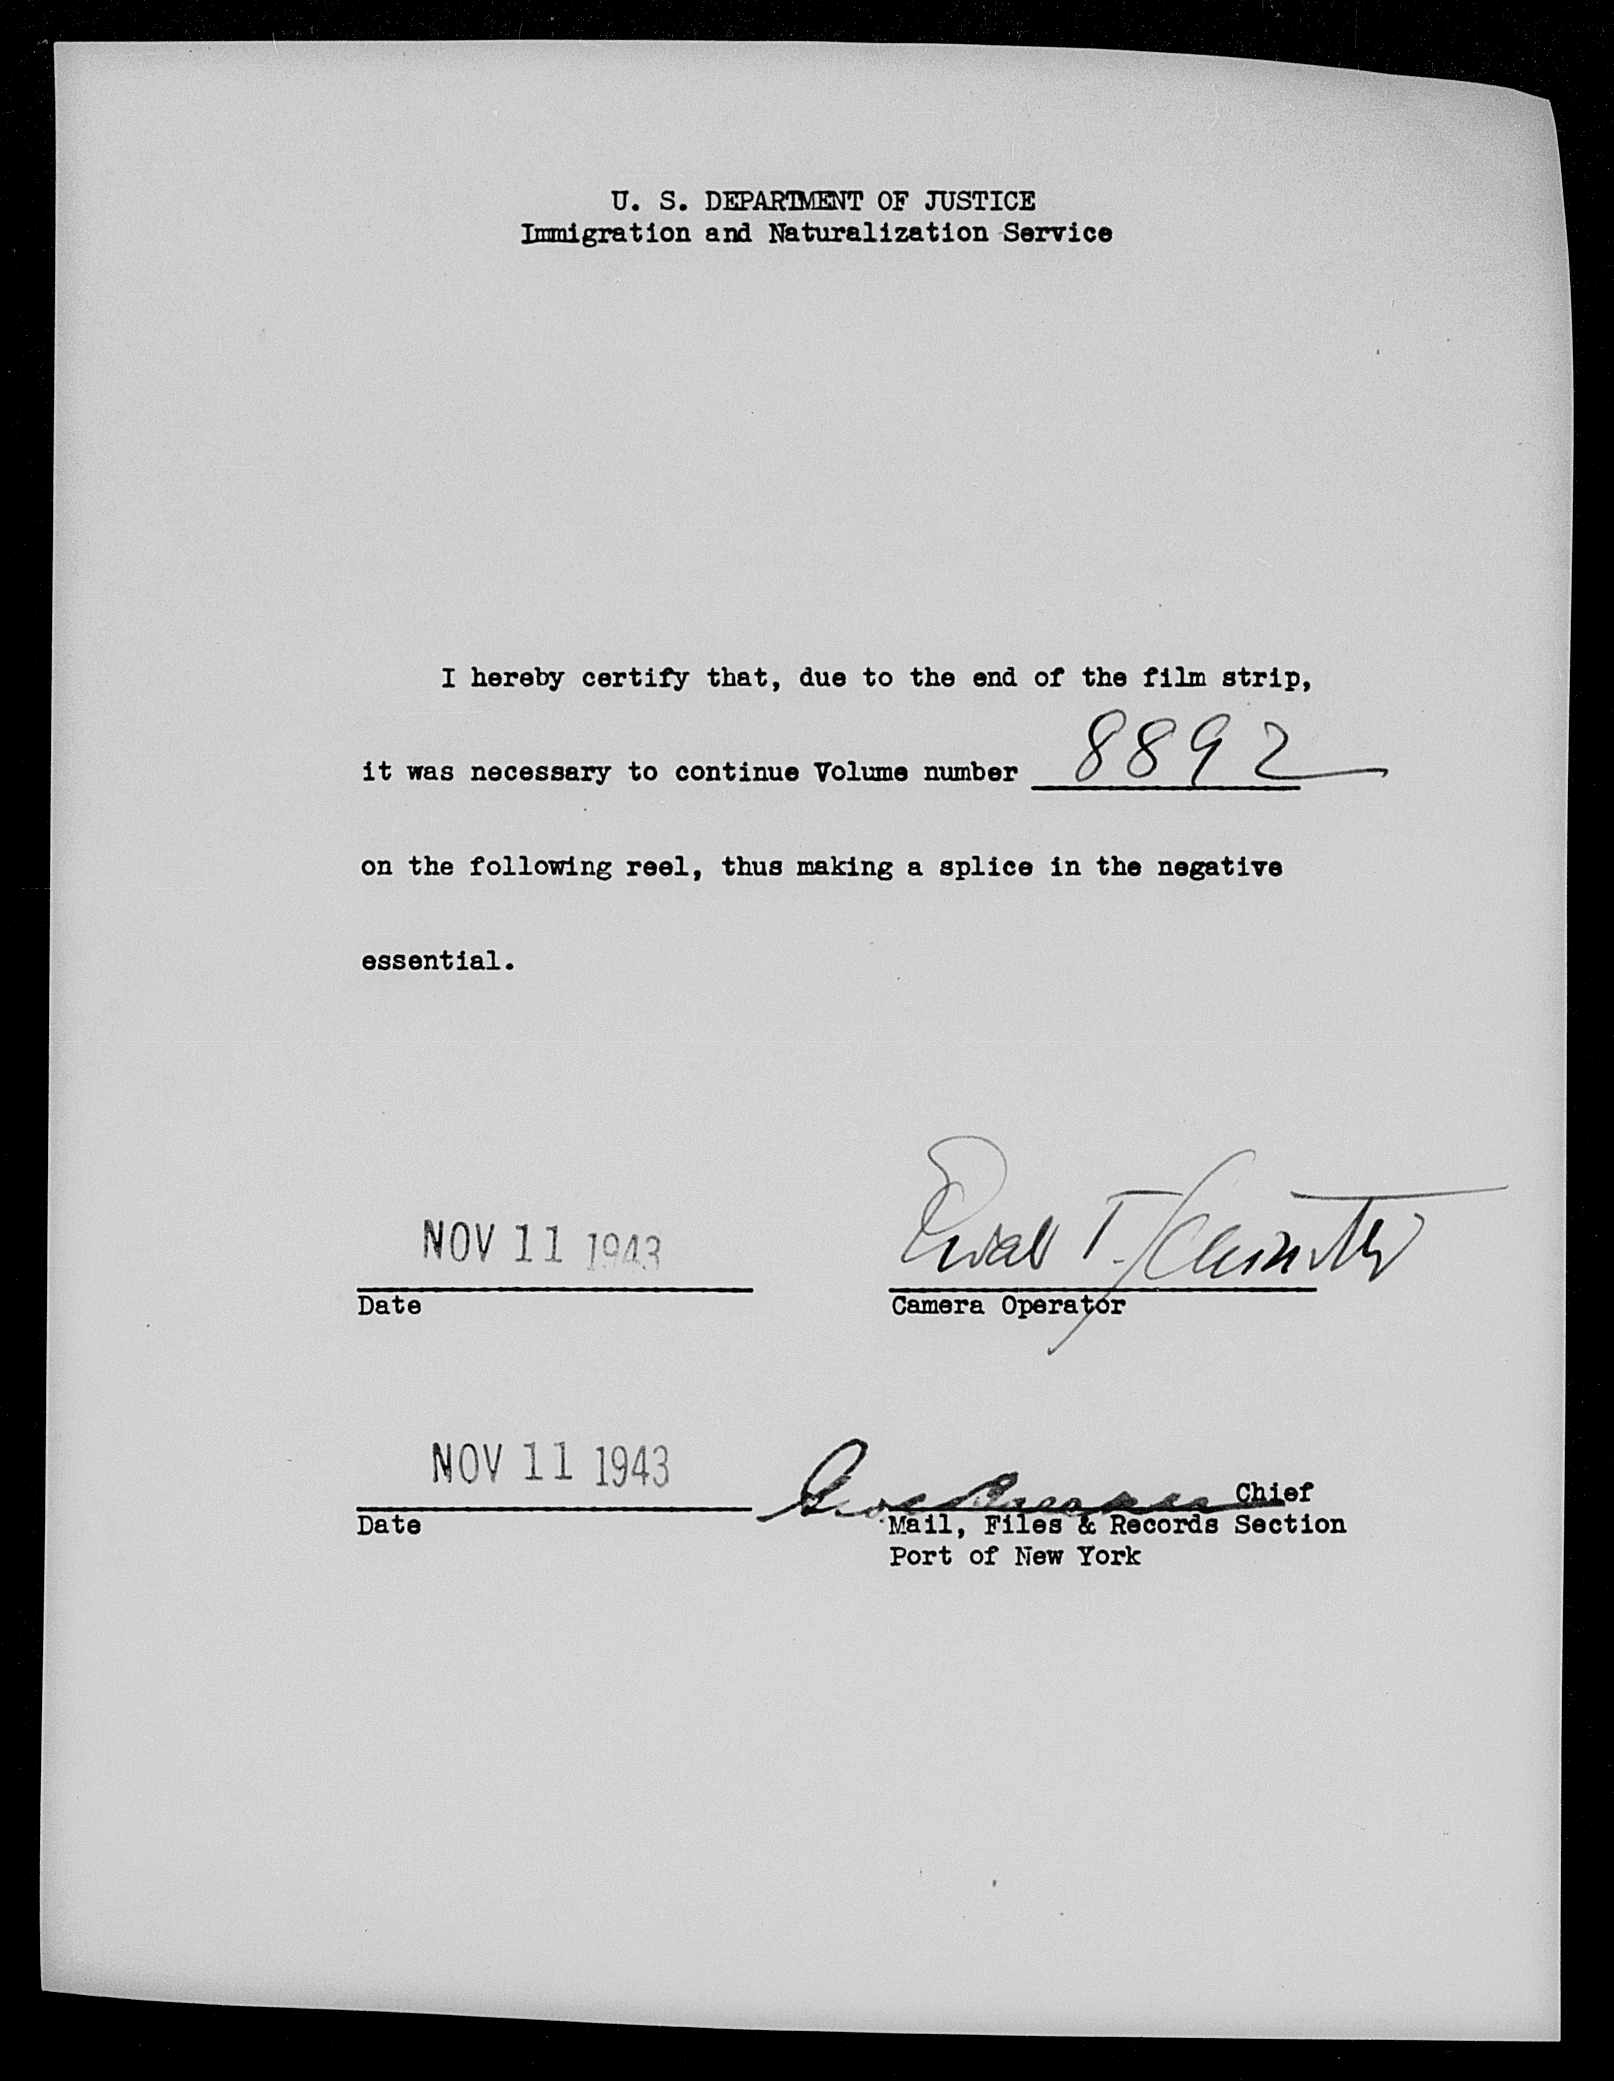 U. S. DEPARTMENT OF JUSTICE
Immigration and Naturalization Service
I hereby certify that, due to the end of the film strip,
it was necessary to continue Volume number 8892
on the following reel, thus making a splice in the negative
essential.
NOV 11 1943
Date
T.
Camera Operator
NOV 11 1943
Date
Chief
Mail, Files & Records Section
Port of New York